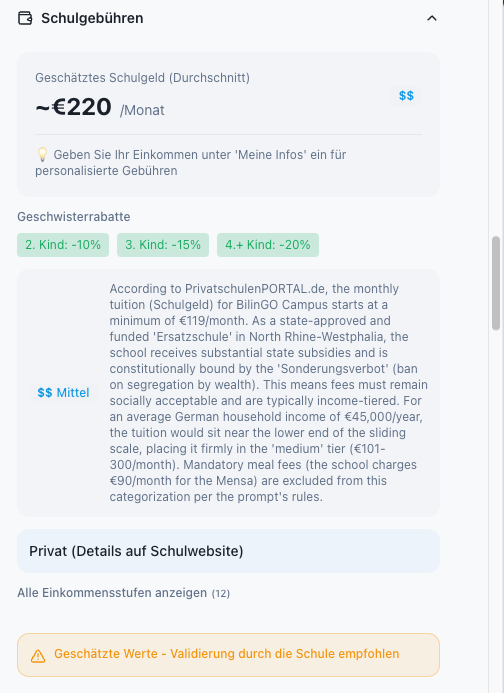 Schulgebühren
Geschätztes Schulgeld (Durchschnitt)
$$
~€220 /Monat
Geben Sie Ihr Einkommen unter 'Meine Infos' ein für
personalisierte Gebühren
Geschwisterrabatte
2. Kind: -10% 3. Kind: -15% 4.+ Kind: -20%
$$ Mittel
According to PrivatschulenPORTAL.de, the monthly
tuition (Schulgeld) for BilinGO Campus starts at a
minimum of €119/month. As a state-approved and
funded 'Ersatzschule' in North Rhine-Westphalia, the
school receives substantial state subsidies and is
constitutionally bound by the 'Sonderungsverbot' (ban
on segregation by wealth). This means fees must remain
socially acceptable and are typically income-tiered. For
an average German household income of €45,000/year,
the tuition would sit near the lower end of the sliding
scale, placing it firmly in the 'medium' tier (€101-
300/month). Mandatory meal fees (the school charges
€90/month for the Mensa) are excluded from this
categorization per the prompt's rules.
Privat (Details auf Schulwebsite)
Alle Einkommensstufen anzeigen (12)
Geschätzte Werte - Validierung durch die Schule empfohlen